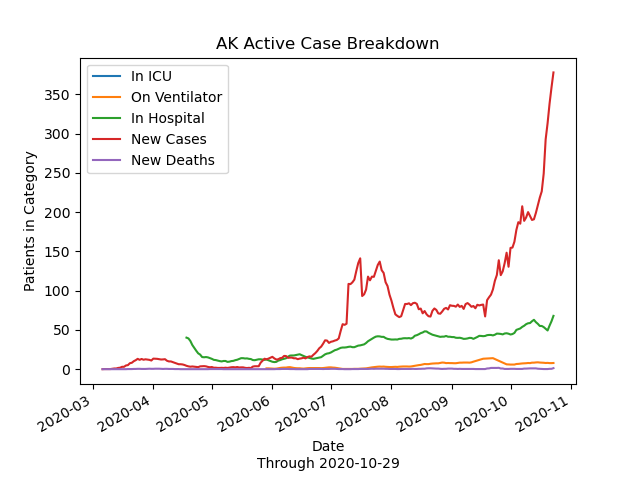 AK Active Case Breakdown
In ICU
On Ventilator
In Hospital
New Cases
New Deaths
Patients in Category
350
300
250
200
150
100
50
0
2020-03
2020-04
2020-05
2020-06
2020-07
2020-08
2020-09
2020-10
2020-11
Date
Through 2020-10-29